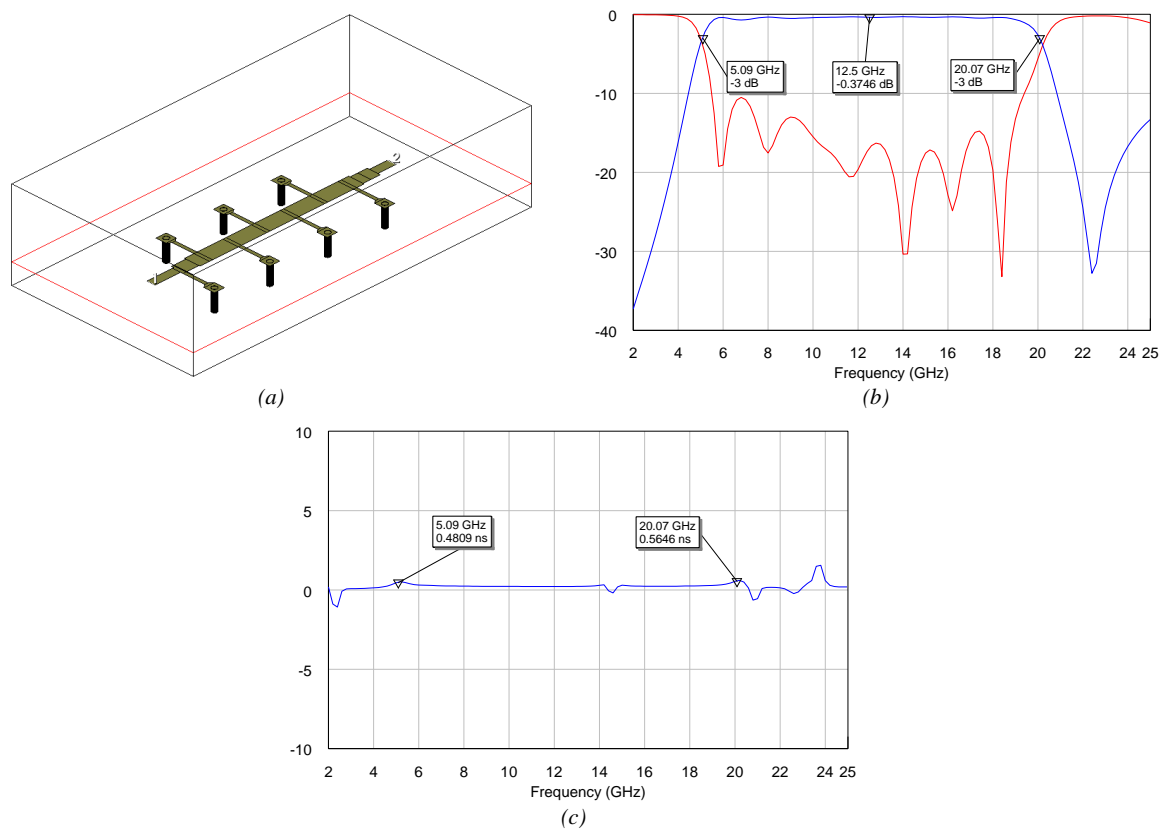 2
1
(a)
0
-10
-20
-30
-40
5.09 GHz
-3 dB
12.5 GHz
-0.3746 dB
20.07 GHz
-3 dB
2 4 6 8 10 12 14 16 18 20 22 24 25
Frequency (GHz)
(b)
10
5
0
-5
-10
5.09 GHz
0.4809 ns
20.07 GHz
0.5646 ns
2 4 6 8 10 12 14 16 18 20 22 24 25
Frequency (GHz)
(c)